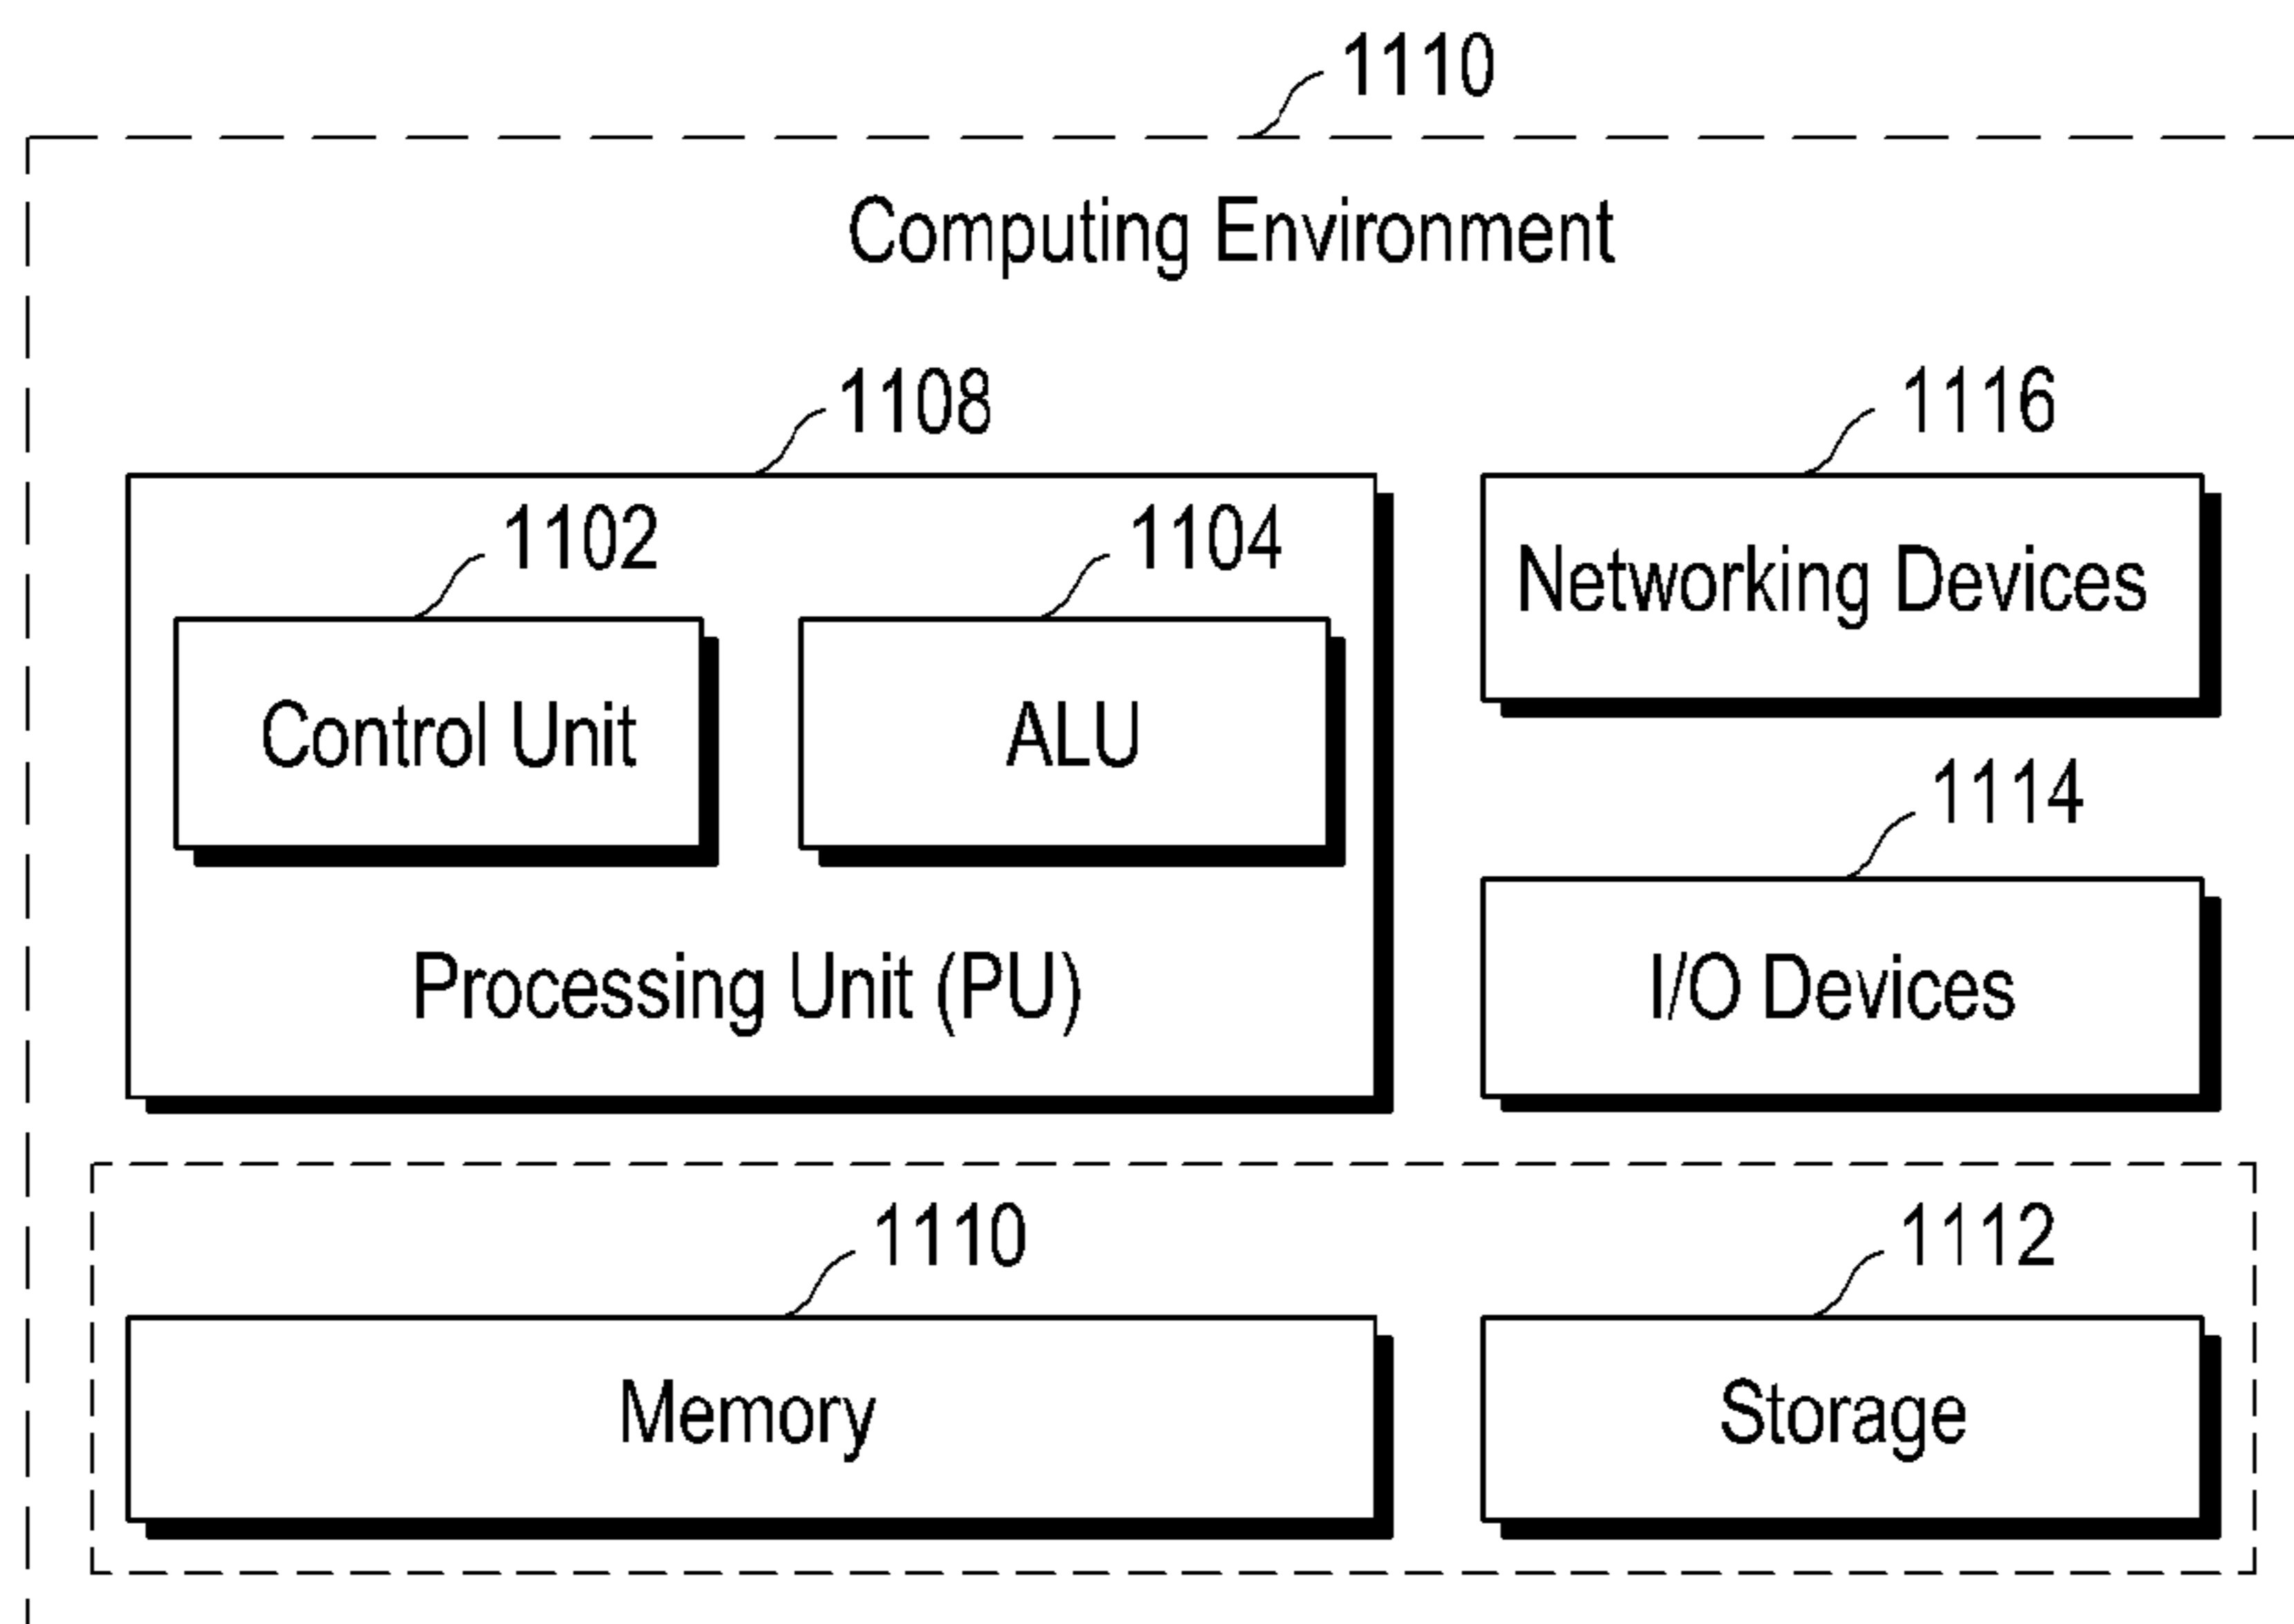 1110
Computing Environment
1108
1116
1102
1104
Networking Devices
Control Unit
ALU
1114
Processing Unit (PU)
I/O Devices
1110
1112
Memory
Storage